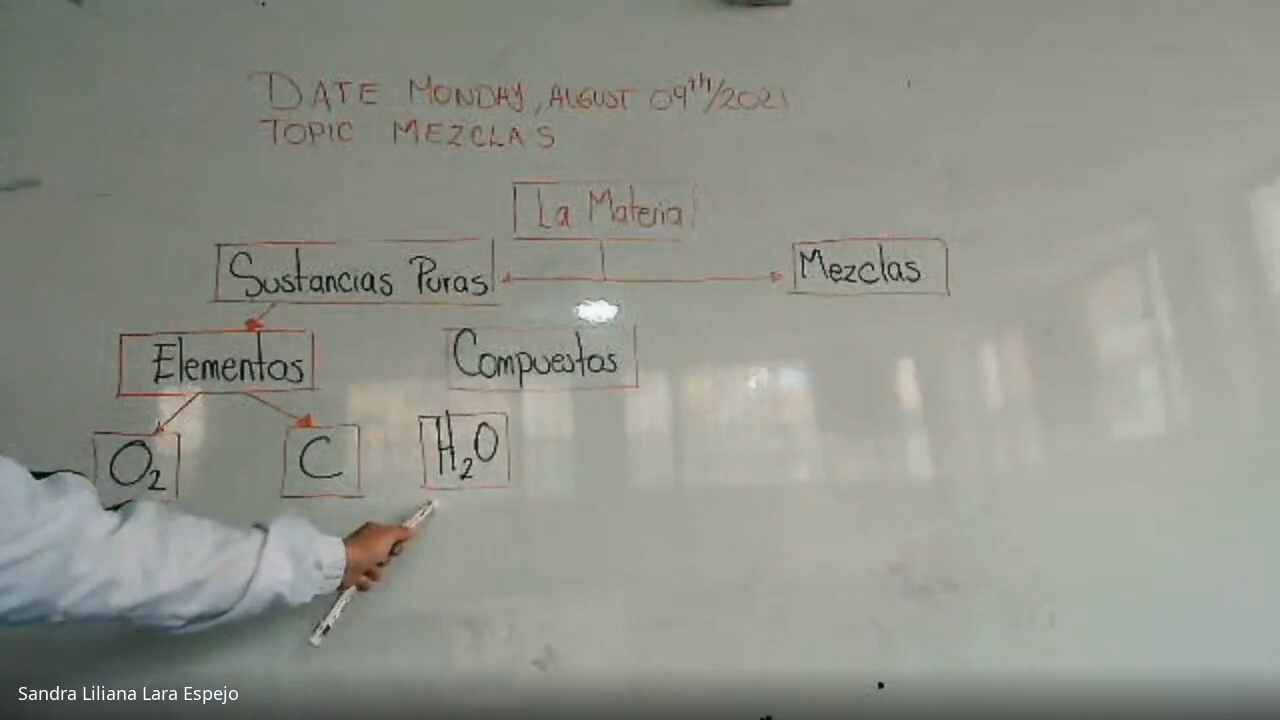 DATE MONDAY, AUGUST 09th/2021
TOPIC MEZCLAS
La Materia
Sustancias Puras
Mezclas
Elementos
Compuestos
O2
C
H2O
Sandra Liliana Lara Espejo